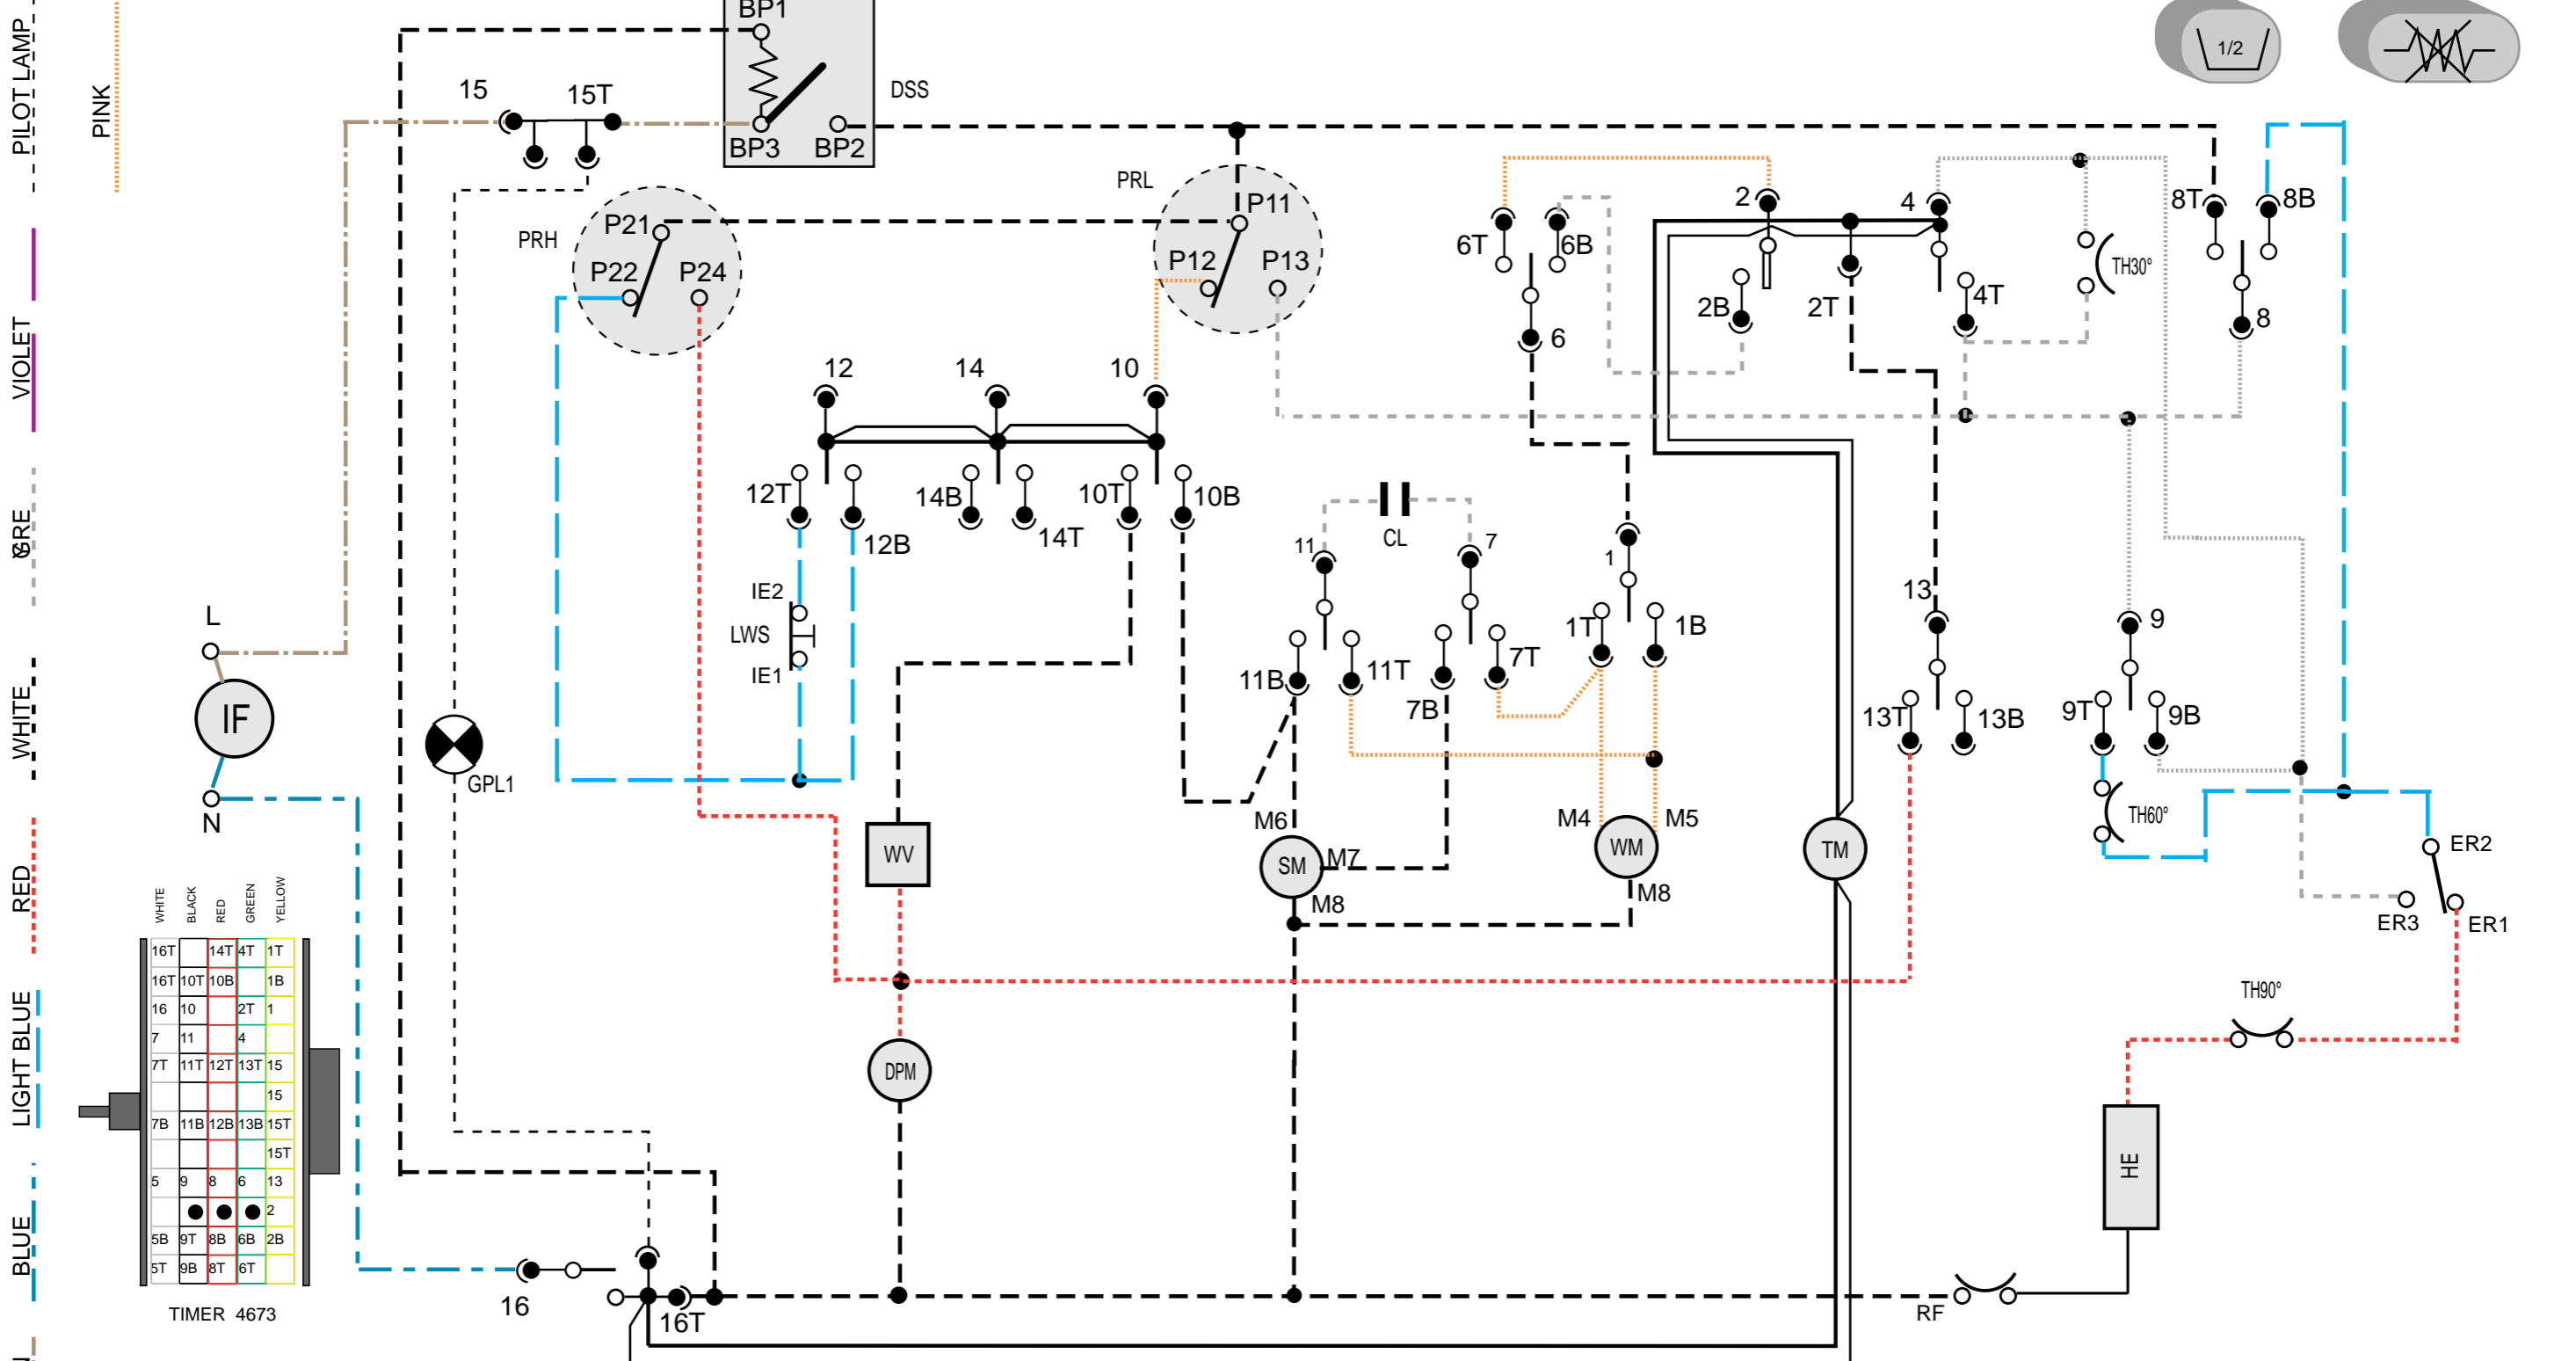 PILOT LAMP
PINK
VIOLET
GRE
WHITE
RED
LIGHT BLUE
BLUE
BP1
BP3
BP2
DSS
15
15T
1/2
PRH
P21
P22
P24
PRL
P11
P12
P13
6T
6B
6
2
2B
2T
4
4T
TH30°
8T
8B
8
12
14
10
12T
12B
14B
14T
10T
10B
CL
11
7
1
11B
11T
7B
7T
1T
1B
13
13T
13B
9
9T
9B
TH60°
IE2
LWS
IE1
L
IF
N
GPL1
WV
M6
SM
M7
M8
M4
M5
WM
M8
TM
ER2
ER3
ER1
TH90°
HE
DPM
RF
16
16T
WHITE BLACK RED GREEN YELLOW
16T 14T 4T 1T
16T 10T 10B 1B
16 10 2T 1
7 11 4
7T 11T 12T 13T 15
15
7B 11B 12B 13B 15T
15T
5 9 8 6 13
2
5B 9T 8B 6B 2B
5T 9B 8T 6T
TIMER 4673